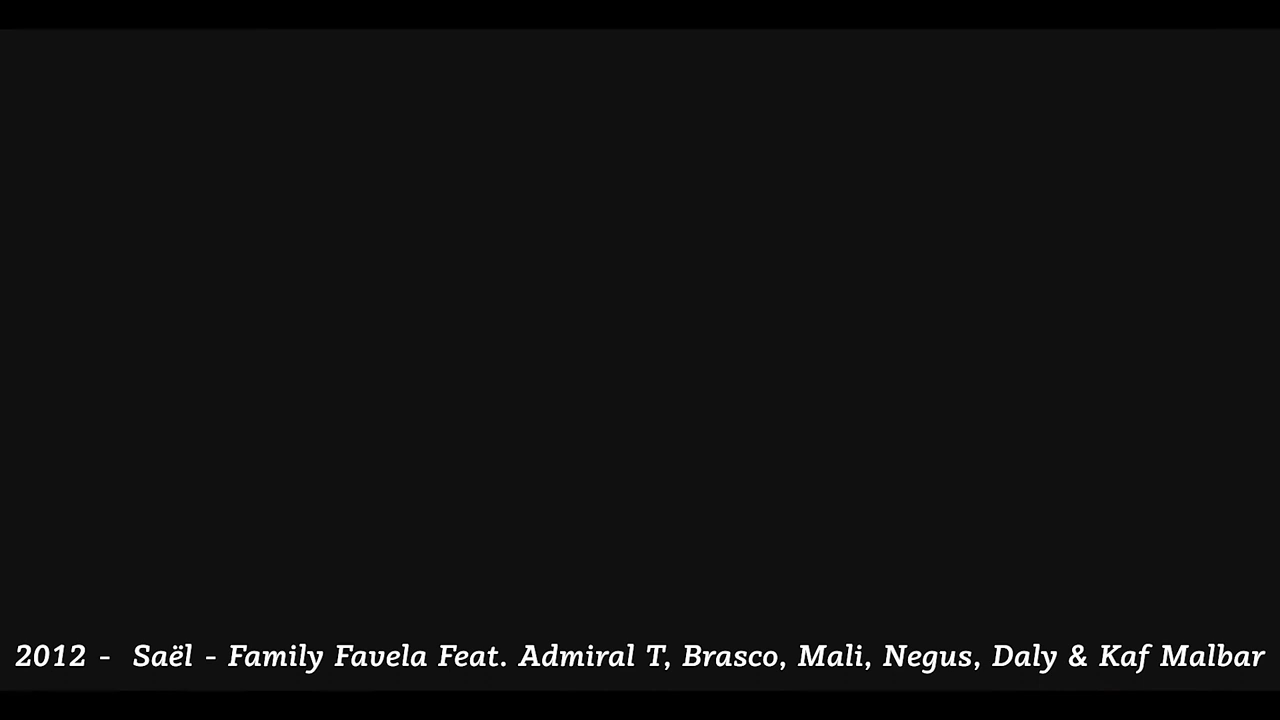 2012 -  Saël - Family Favela Feat. Admiral T, Brasco, Mali, Negus, Daly & Kaf Malbar